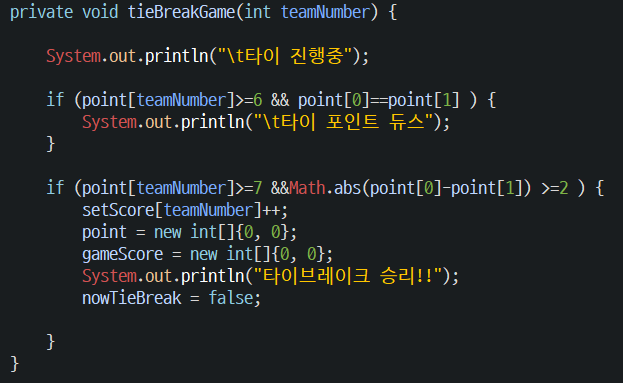 private void tieBreakGame(int teamNumber) {
System.out.println("\t타이 진행중");
if (point[teamNumber]>=6 && point[0]==point[1] ) {
System.out.println("\t타이 포인트 듀스");
}
if (point[teamNumber]>=7 &&Math.abs(point[0]-point[1]) >=2 ) {
setScore[teamNumber]++;
point = new int[]{0, 0};
gameScore = new int[]{0, 0};
System.out.println("타이브레이크 승리!!");
nowTieBreak = false;
}
}